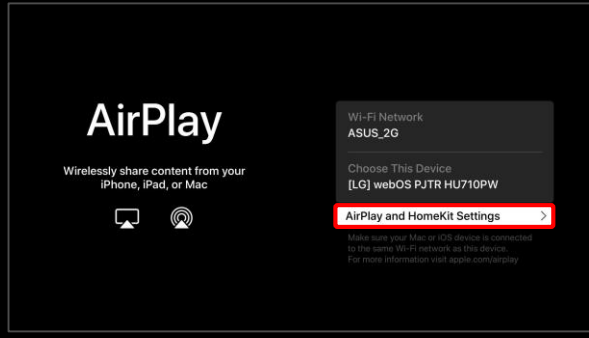 AirPlay
Wirelessly share content from your
iPhone, iPad, or Mac
Wi-Fi Network
ASUS_2G
Choose This Device
[LG] webOS PJTR HU710PW
AirPlay and HomeKit Settings
Make sure your Mac or iOS device is connected
to the same Wi-Fi network as this device.
For more information visit apple.com/airplay